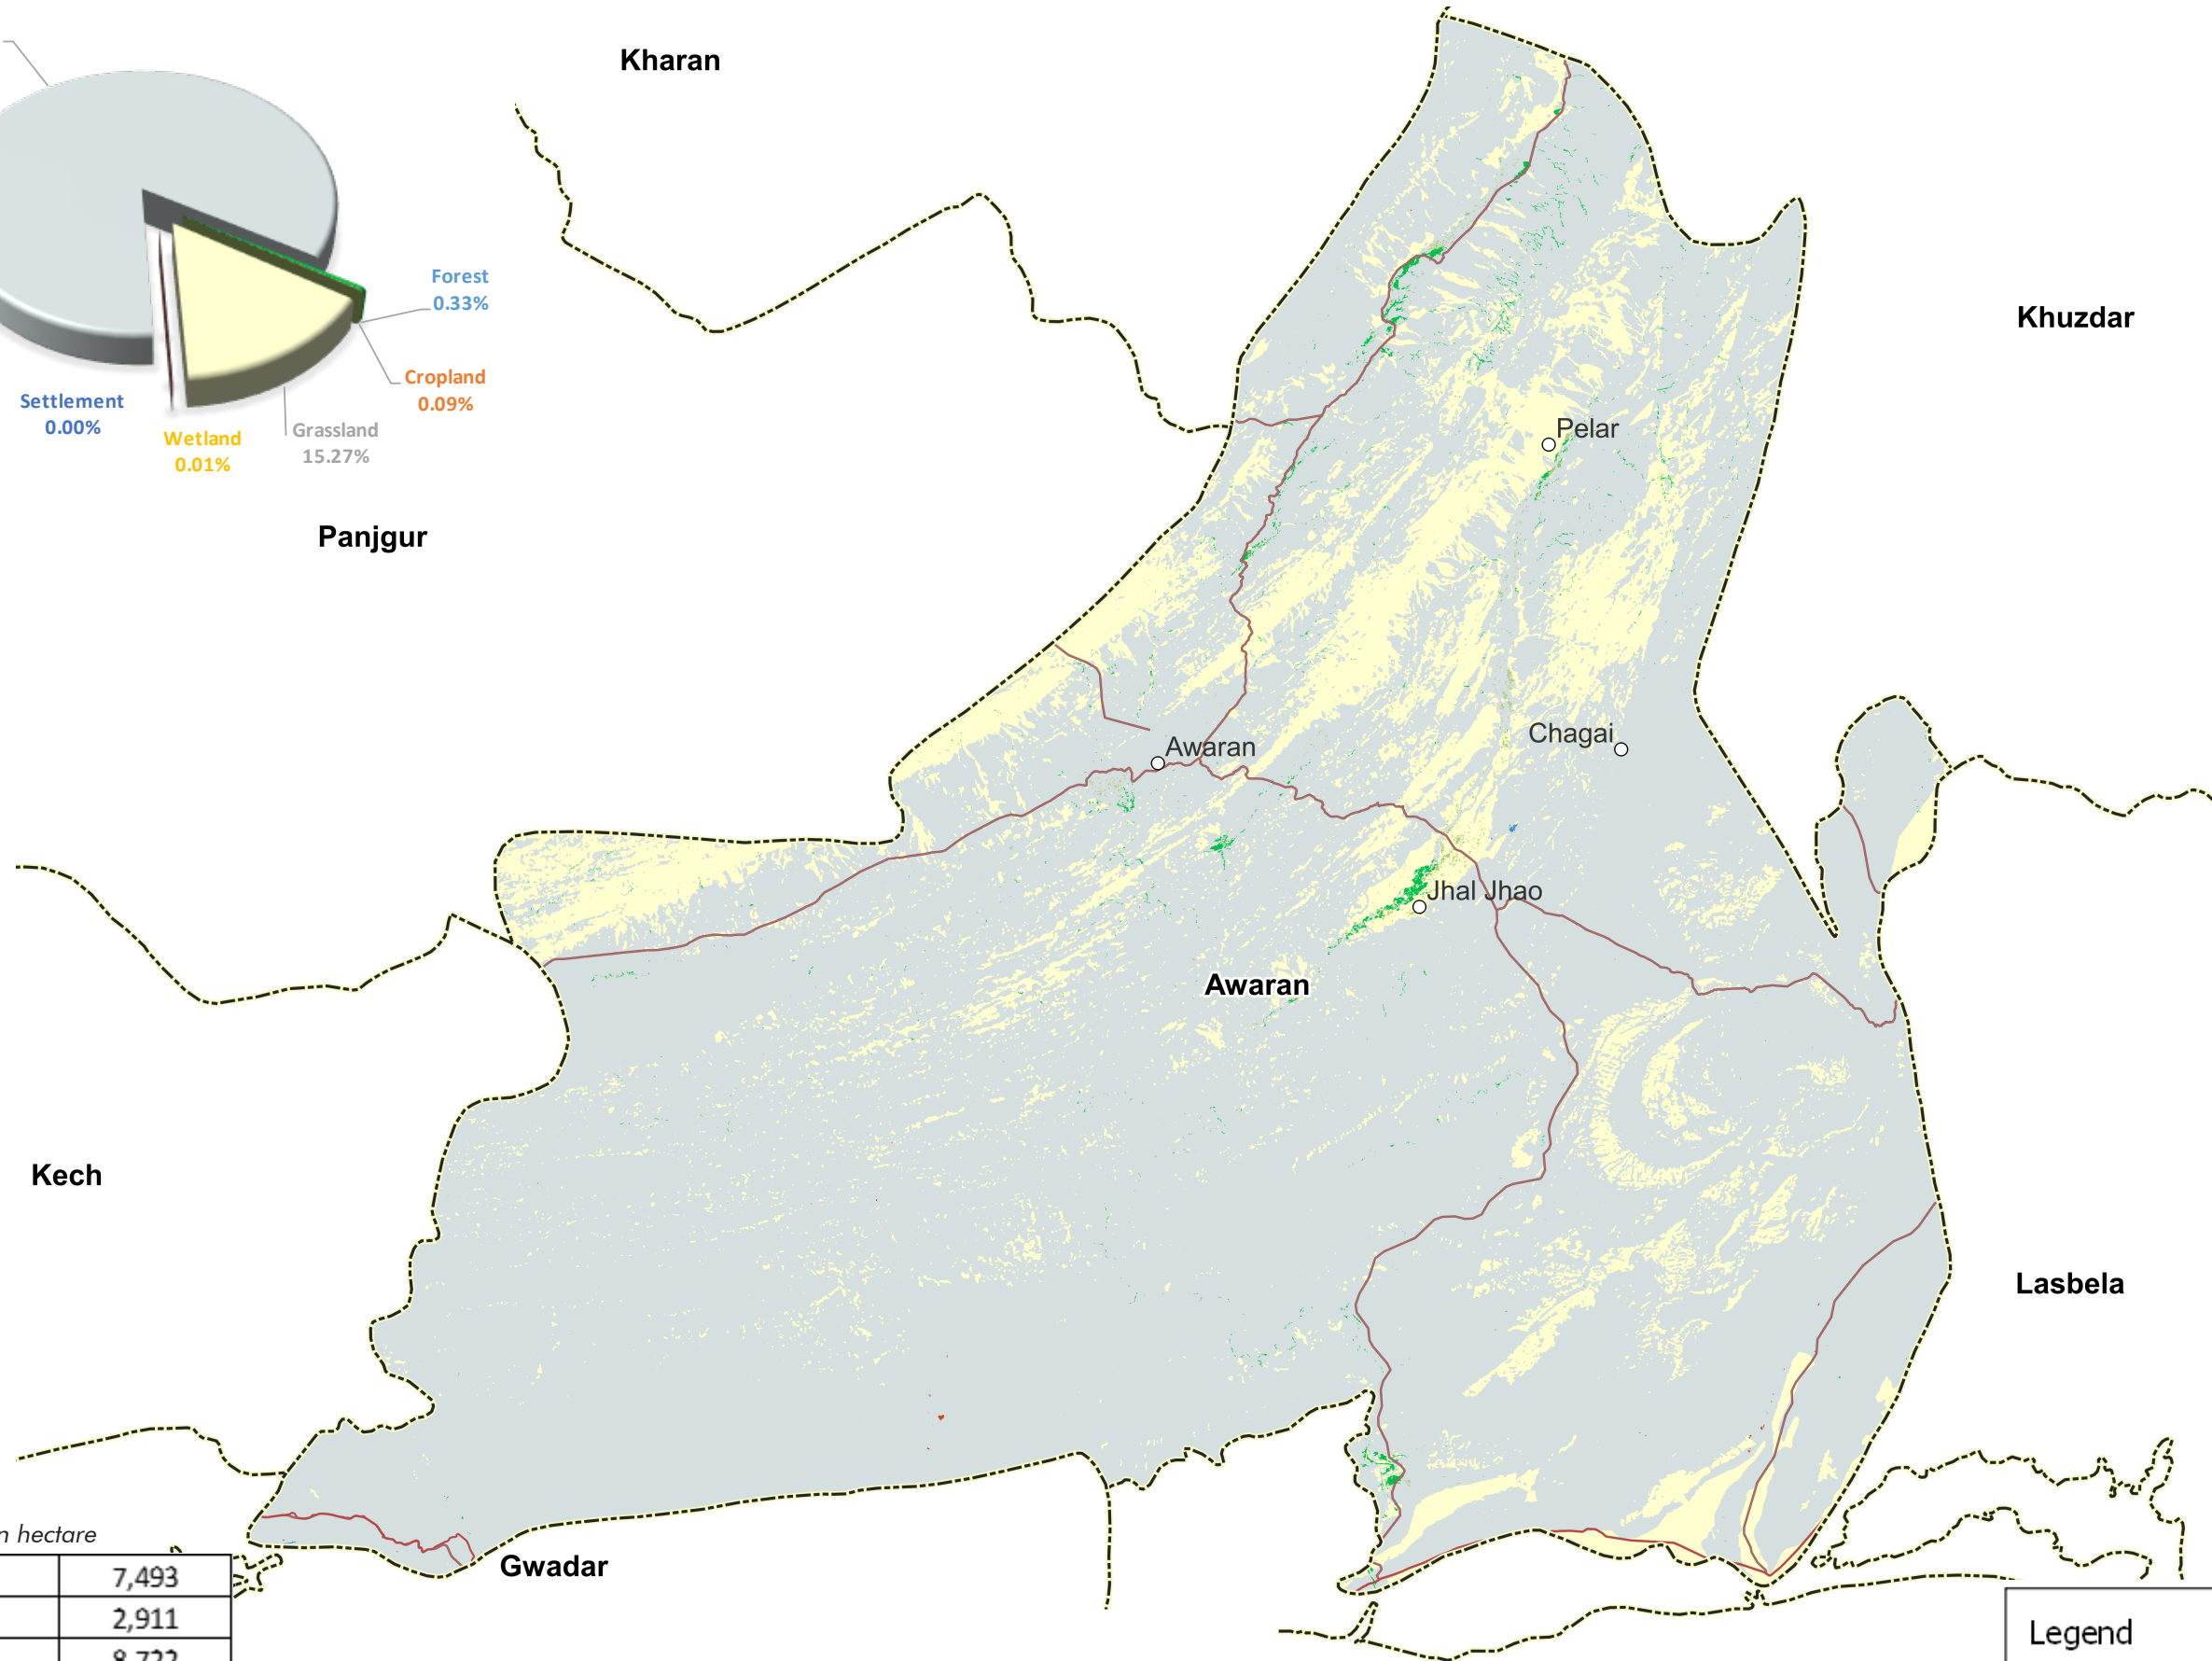 Kharan
Forest
0.33%
Khuzdar
Cropland
0.09%
Settlement
0.00%
Grassland
15.27%
Wetland
0.01%
Pelar
Panjgur
Chagai
Awaran
Jhal Jhao
Awaran
Kech
Lasbela
hectare
Gwadar
7,493
2,911
Legend